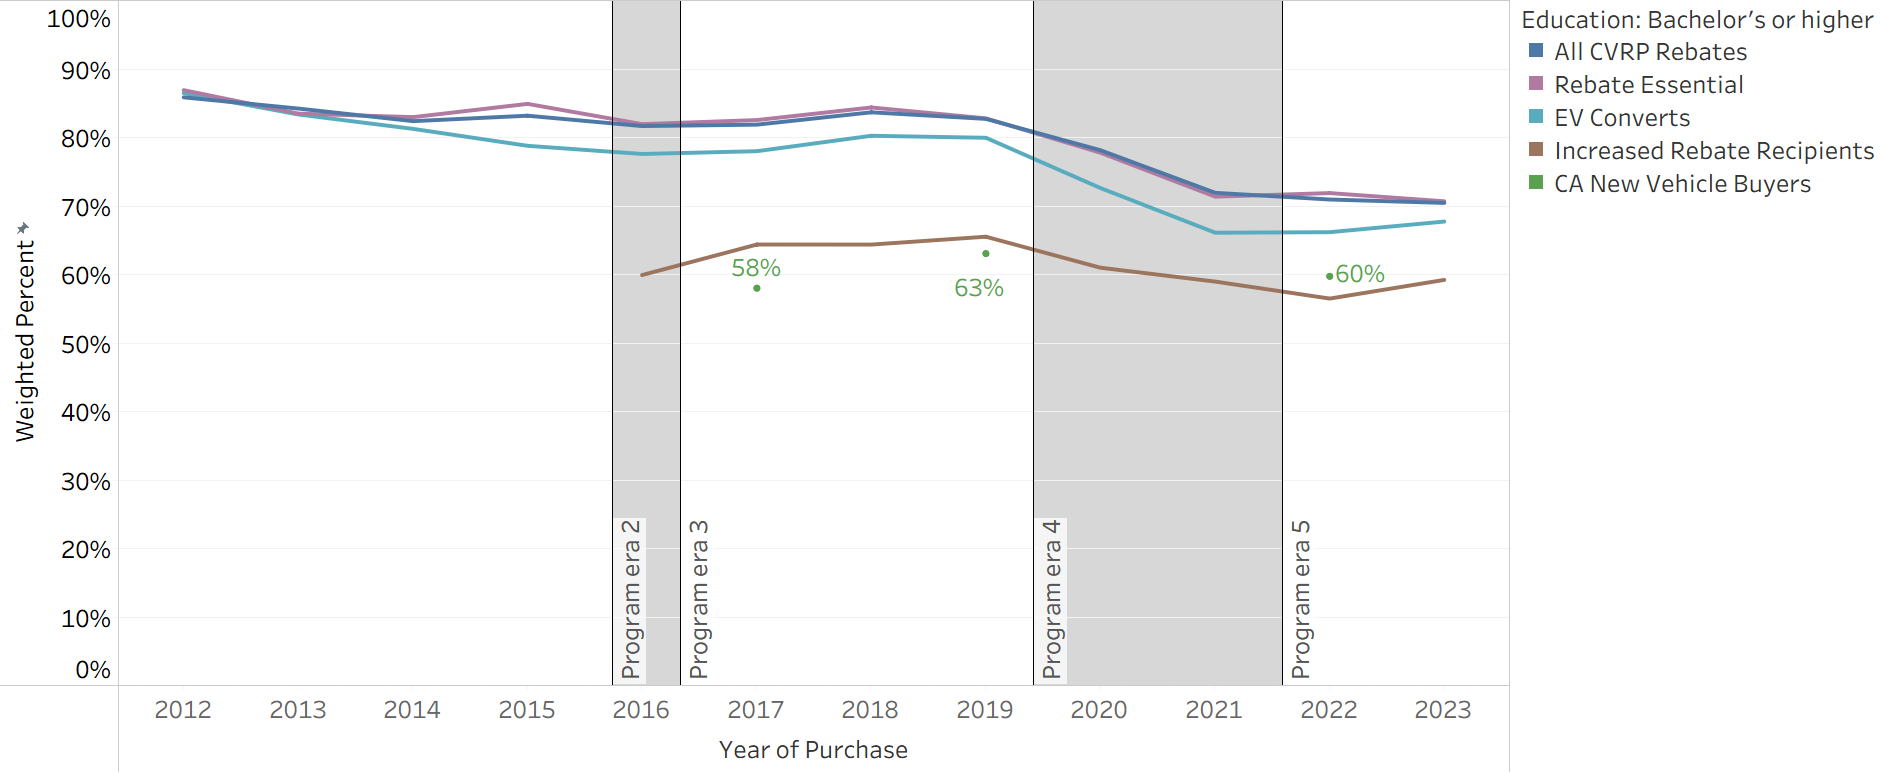 100%
90%
80%
70%
60%
50%
40%
30%
20%
10%
0%
Weighted Percent
58%
63%
60%
Program era 2
Program era 3
Program era 4
Program era 5
2012 2013 2014 2015 2016 2017 2018 2019 2020 2021 2022 2023
Year of Purchase
Education: Bachelor's or higher
All CVRP Rebates
Rebate Essential
EV Converts
Increased Rebate Recipients
CA New Vehicle Buyers